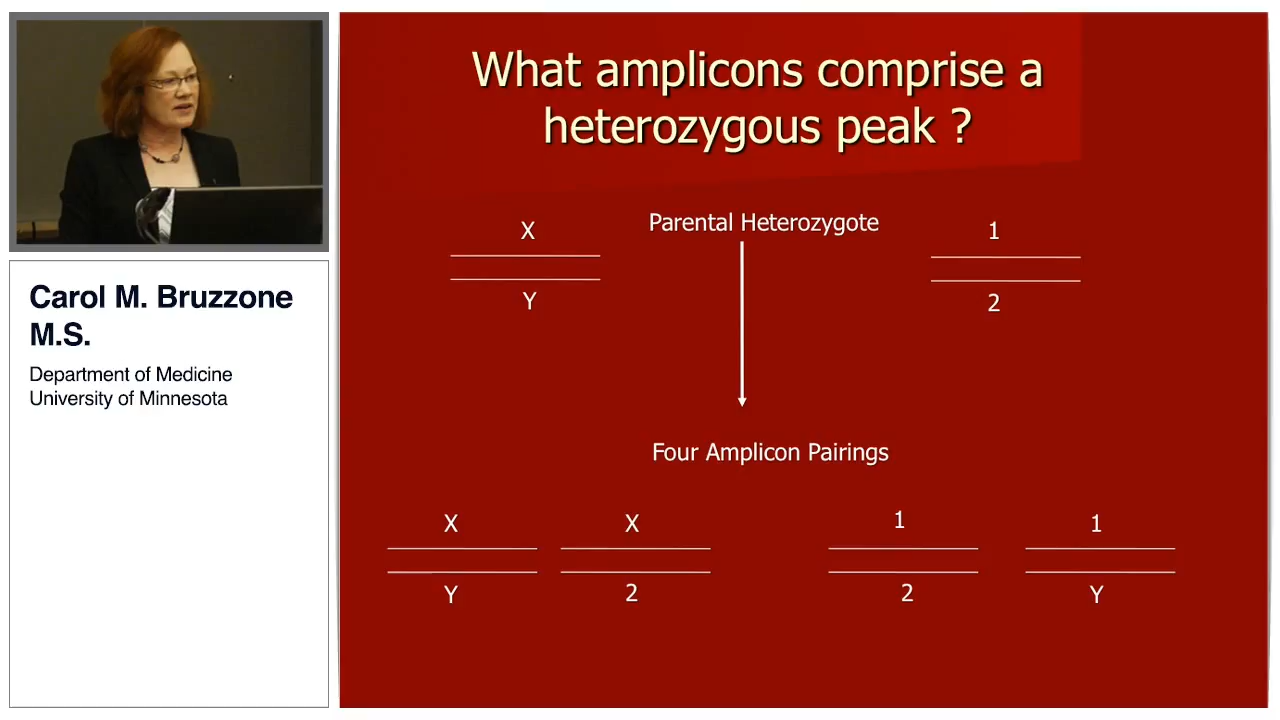 What amplicons comprise a
heterozygous peak ?
X
Y
Parental Heterozygote
1
2
Carol M. Bruzzone
M.S.
Department of Medicine
University of Minnesota
Four Amplicon Pairings
X
Y
X
2
1
2
1
Y